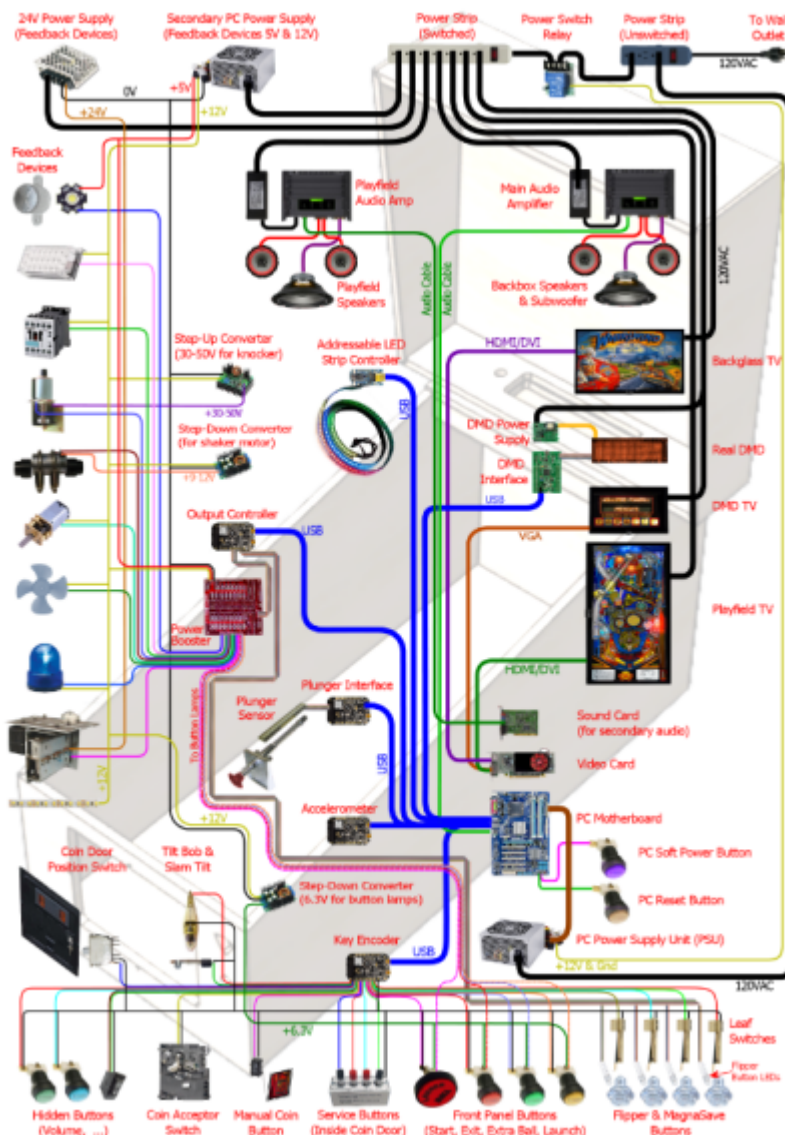 24V Power Supply
(Feedback Devices)
Secondary PC Power Supply
(Feedback Devices 5V & 12V)
Power Strip
(Switched)
Power Switch
Relay
Power Strip
(Unswitched)
To Wall
Outlet
120VAC
0V
+5V
+24V
+12V
Feedback
Devices
Playfield
Audio Amp
Main Audio
Amplifier
Playfield
Speakers
Audio Cable
Audio Cable
Backbox Speakers
& Subwoofer
120VAC
Step-Up Converter
(30-50V for knocker)
Addressable LED
Strip Controller
HDMI/DVI
Backglass TV
+30-50V
USB
Step-Down Converter
(for shaker motor)
DMD Power
Supply
Real DMD
+9-12V
DMD
Interface
USB
DMD TV
Output Controller
USB
VGA
Power
Booster
Playfield TV
To Button Lamps
Plunger Interface
HDMI/DVI
Plunger
Sensor
Sound Card
(for secondary audio)
USB
Video Card
+12V
Accelerometer
PC Motherboard
+12V
Coin Door
Position Switch
Tilt Bob &
Slam Tilt
PC Soft Power Button
Step-Down Converter
(6.3V for button lamps)
PC Reset Button
Key Encoder
USB
PC Power Supply Unit (PSU)
+12V & Gnd
120VAC
+6.3V
Leaf
Switches
Flipper
Button LEDs
Hidden Buttons
(Volume, ...)
Coin Acceptor
Switch
Manual Coin
Button
Service Buttons
(Inside Coin Door)
Front Panel Buttons
(Start, Exit, Extra Ball, Launch)
Flipper & MagnaSave
Buttons